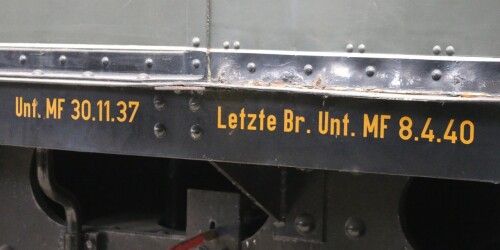 Unt. MF 30.11.37
Letzte Br. Unt. MF 8.4.40